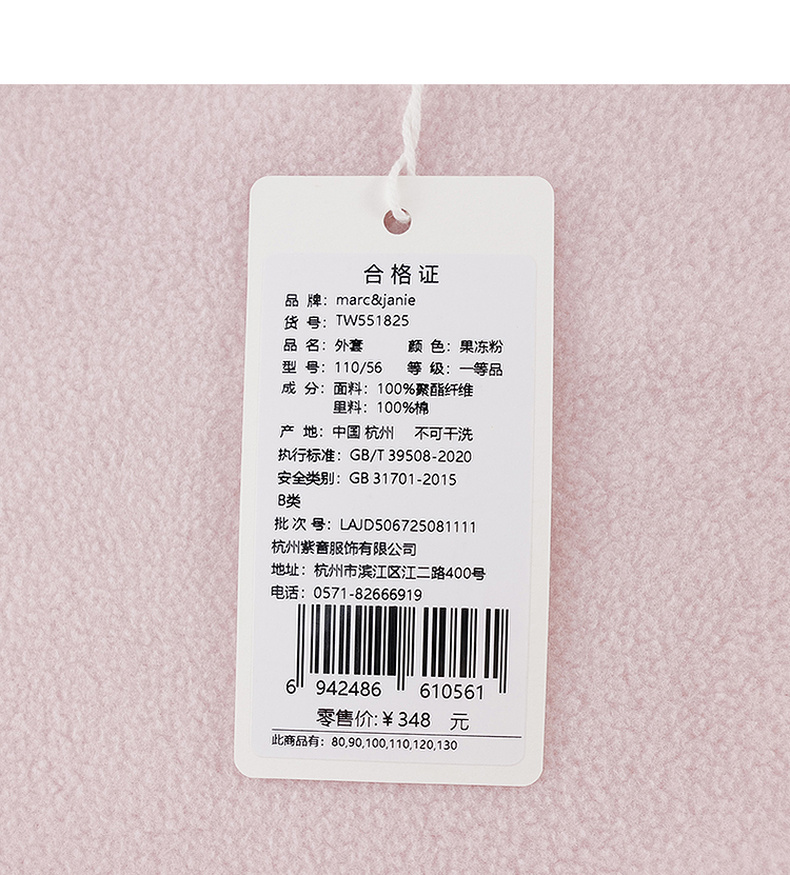 合格证
品 牌：marc&janie
货 号：TW551825
品 名：外套 颜 色：果冻粉
型 号：110/56 等 级：一等品
成 分：面料：100%聚酯纤维
里料：100%棉
产 地：中国 杭州 不可干洗
执行标准：GB/T 39508-2020
安全类别：GB 31701-2015
B类
批 次 号：LAJD506725081111
杭州紫音服饰有限公司
地址：杭州市滨江区江二路400号
电话：0571-82666919
6 942486 610561
零售价:￥348 元
此商品有：80,90,100,110,120,130